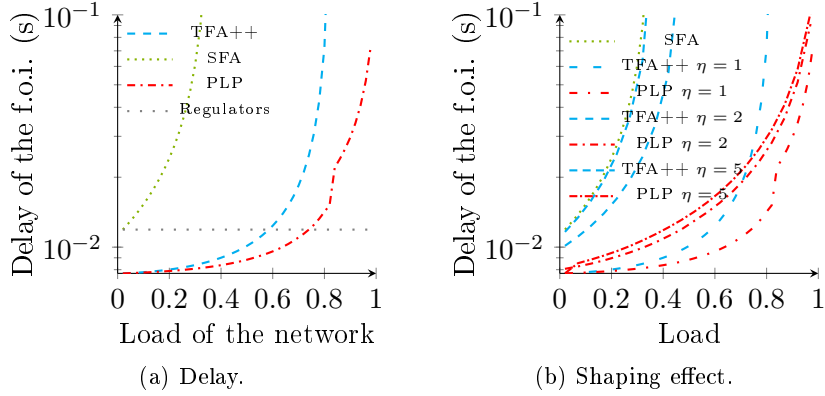 10^{-1}
10^{-2}
Delay of the f.o.i. (s)
TFA++
SFA
PLP
Regulators
0 0.2 0.4 0.6 0.8 1
Load of the network
(a) Delay.
10^{-1}
10^{-2}
Delay of the f.o.i. (s)
SFA
TFA++ η = 1
PLP η = 1
TFA++ η = 2
PLP η = 2
TFA++ η = 5
PLP η = 5
0 0.2 0.4 0.6 0.8 1
Load
(b) Shaping effect.